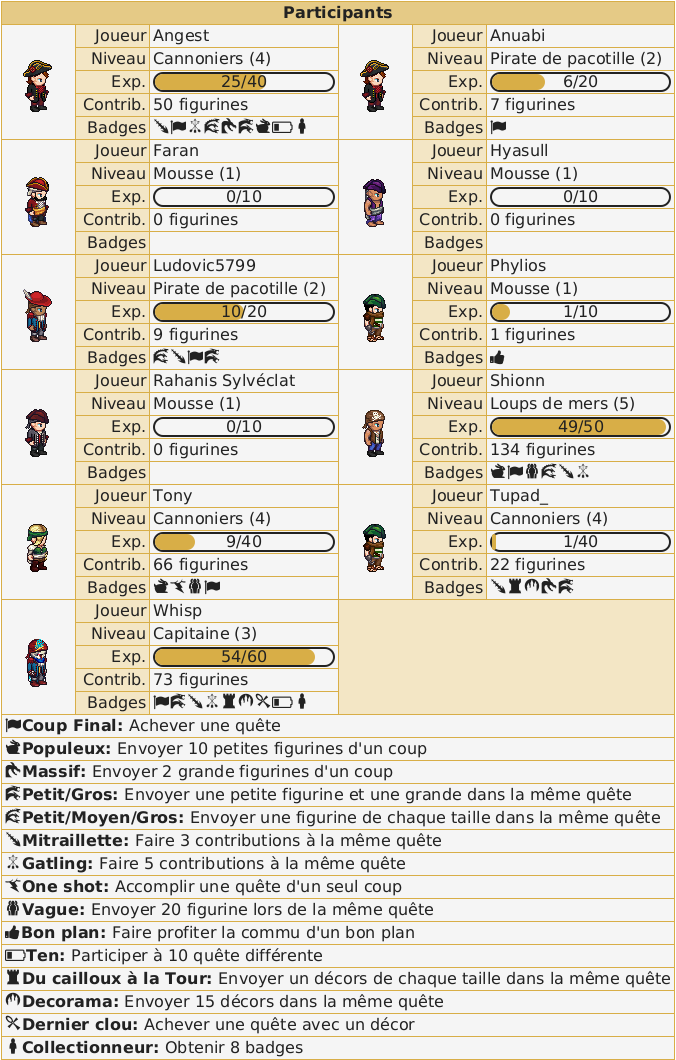 Participants
Joueur Angest
Niveau Cannoniers (4)
Exp. 25/40
Contrib. 50 figurines
Badges
Joueur Anuabi
Niveau Pirate de pacotille (2)
Exp. 6/20
Contrib. 7 figurines
Badges
Joueur Faran
Niveau Mousse (1)
Exp. 0/10
Contrib. 0 figurines
Badges
Joueur Hyasull
Niveau Mousse (1)
Exp. 0/10
Contrib. 0 figurines
Badges
Joueur Ludovic5799
Niveau Pirate de pacotille (2)
Exp. 10/20
Contrib. 9 figurines
Badges
Joueur Phylios
Niveau Mousse (1)
Exp. 1/10
Contrib. 1 figurines
Badges
Joueur Rahanis Sylvéclat
Niveau Mousse (1)
Exp. 0/10
Contrib. 0 figurines
Badges
Joueur Shionn
Niveau Loups de mers (5)
Exp. 49/50
Contrib. 134 figurines
Badges
Joueur Tony
Niveau Cannoniers (4)
Exp. 9/40
Contrib. 66 figurines
Badges
Joueur Tupad_
Niveau Cannoniers (4)
Exp. 1/40
Contrib. 22 figurines
Badges
Joueur Whisp
Niveau Capitaine (3)
Exp. 54/60
Contrib. 73 figurines
Badges
Coup Final: Achever une quête
Populeux: Envoyer 10 petites figurines d'un coup
Massif: Envoyer 2 grande figurines d'un coup
Petit/Gros: Envoyer une petite figurine et une grande dans la même quête
Petit/Moyen/Gros: Envoyer une figurine de chaque taille dans la même quête
Mitraillette: Faire 3 contributions à la même quête
Gatling: Faire 5 contributions à la même quête
One shot: Accomplir une quête d'un seul coup
Vague: Envoyer 20 figurine lors de la même quête
Bon plan: Faire profiter la commu d'un bon plan
Ten: Participer à 10 quête différente
Du cailloux à la Tour: Envoyer un décors de chaque taille dans la même quête
Decorama: Envoyer 15 décors dans la même quête
Dernier clou: Achever une quête avec un décor
Collectionneur: Obtenir 8 badges